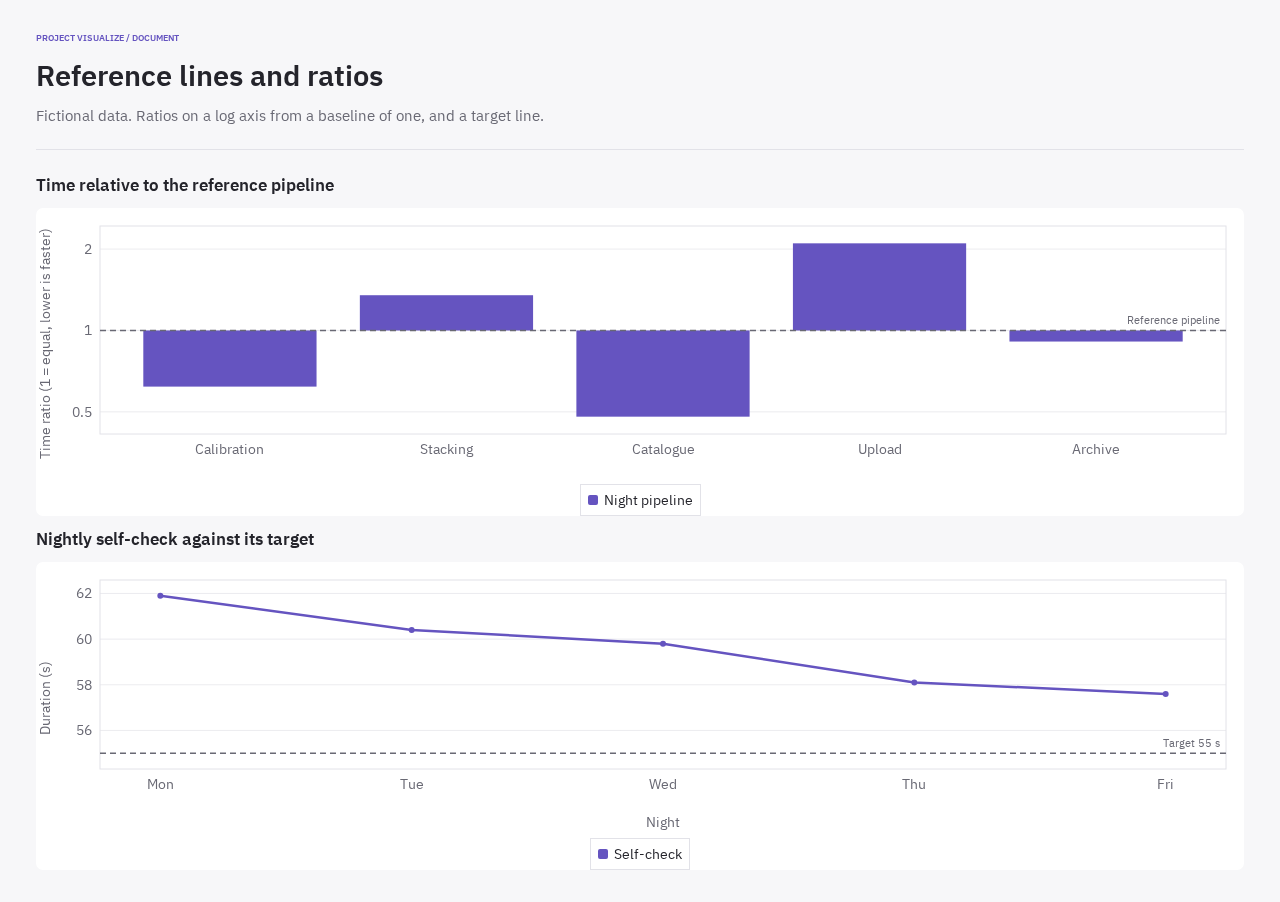 PROJECT VISUALIZE / DOCUMENT
Reference lines and ratios
Fictional data. Ratios on a log axis from a baseline of one, and a target line.
Time relative to the reference pipeline
Time ratio (1 = equal, lower is faster)
2
1
0.5
Reference pipeline
Calibration Stacking Catalogue Upload Archive
Night pipeline
Nightly self-check against its target
Duration (s)
62
60
58
56
Target 55 s
Mon Tue Wed Thu Fri
Night
Self-check